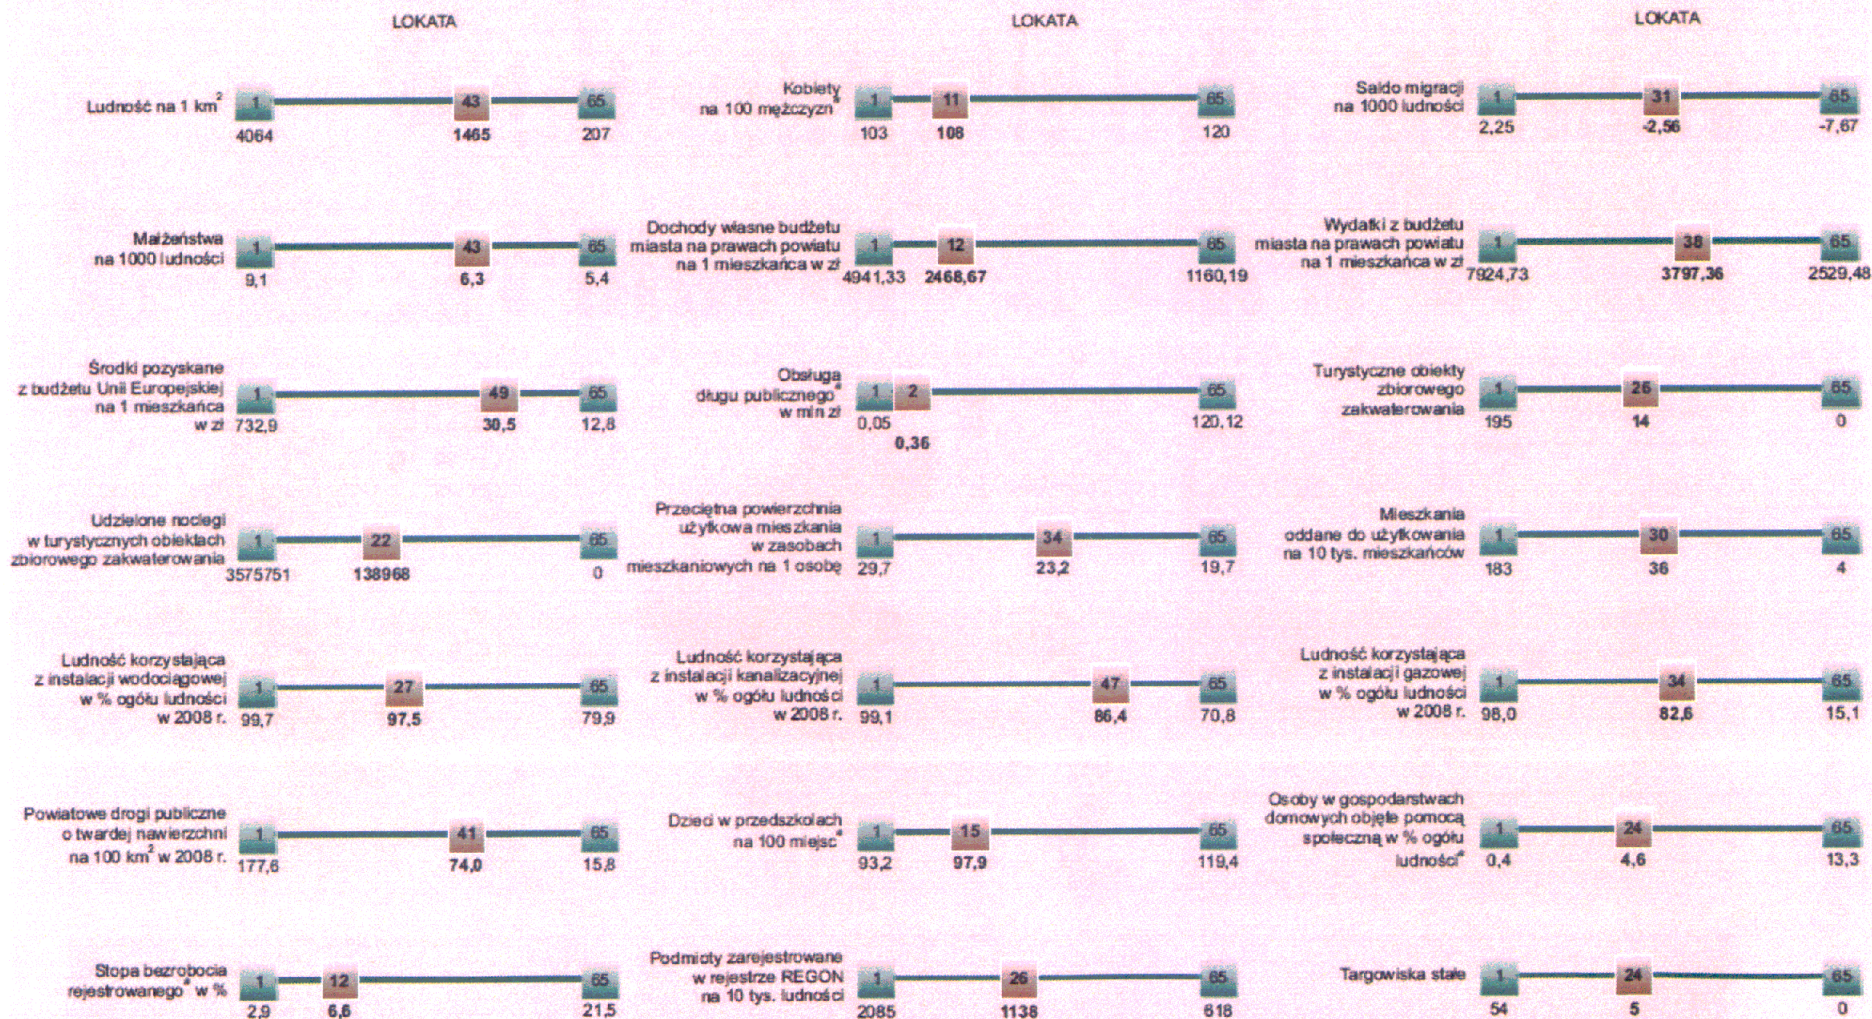 LOKATA
LOKATA
LOKATA
Ludność na 1 km²
1 43 65
4064 1465 207
Kobiety
na 100 mężczyzn*
1 11 65
103 108 120
Saldo migracji
na 1000 ludności
1 31 65
2,25 -2,56 -7,67
Małżeństwa
na 1000 ludności
1 43 65
9,1 6,3 5,4
Dochody własne budżetu
miasta na prawach powiatu
na 1 mieszkańca w zł
1 12 65
4941,33 2468,67 1160,19
Wydatki z budżetu
miasta na prawach powiatu
na 1 mieszkańca w zł
1 38 65
7924,73 3797,36 2529,48
Środki pozyskane
z budżetu Unii Europejskiej
na 1 mieszkańca
w zł
1 49 65
732,9 30,5 12,8
Obsługa
długu publicznego*
w mln zł
1 2 65
0,05 120,12
0,36
Turystyczne obiekty
zbiorowego
zakwaterowania
1 26 65
195 14 0
Udzielone noclegi
w turystycznych obiektach
zbiorowego zakwaterowania
1 22 65
3575751 138968 0
Przeciętna powierzchnia
użytkowa mieszkania
w zasobach
mieszkaniowych na 1 osobę
1 34 65
29,7 23,2 19,7
Mieszkania
oddane do użytkowania
na 10 tys. mieszkańców
1 30 65
183 36 4
Ludność korzystająca
z instalacji wodociągowej
w % ogółu ludności
w 2008 r.
1 27 65
99,7 97,5 79,9
Ludność korzystająca
z instalacji kanalizacyjnej
w % ogółu ludności
w 2008 r.
1 47 65
99,1 86,4 70,8
Ludność korzystająca
z instalacji gazowej
w % ogółu ludności
w 2008 r.
1 34 65
98,0 82,6 15,1
Powiatowe drogi publiczne
o twardej nawierzchni
na 100 km² w 2008 r.
1 41 65
177,6 74,0 15,8
Dzieci w przedszkolach
na 100 miejsc*
1 15 65
93,2 97,9 119,4
Osoby w gospodarstwach
domowych objęte pomocą
społeczną w % ogółu
ludności*
1 24 65
0,4 4,6 13,3
Stopa bezrobocia
rejestrowanego* w %
1 12 65
2,9 6,6 21,5
Podmioty zarejestrowane
w rejestrze REGON
na 10 tys. ludności
1 26 65
2085 1138 618
Targowiska stałe
1 24 65
54 5 0